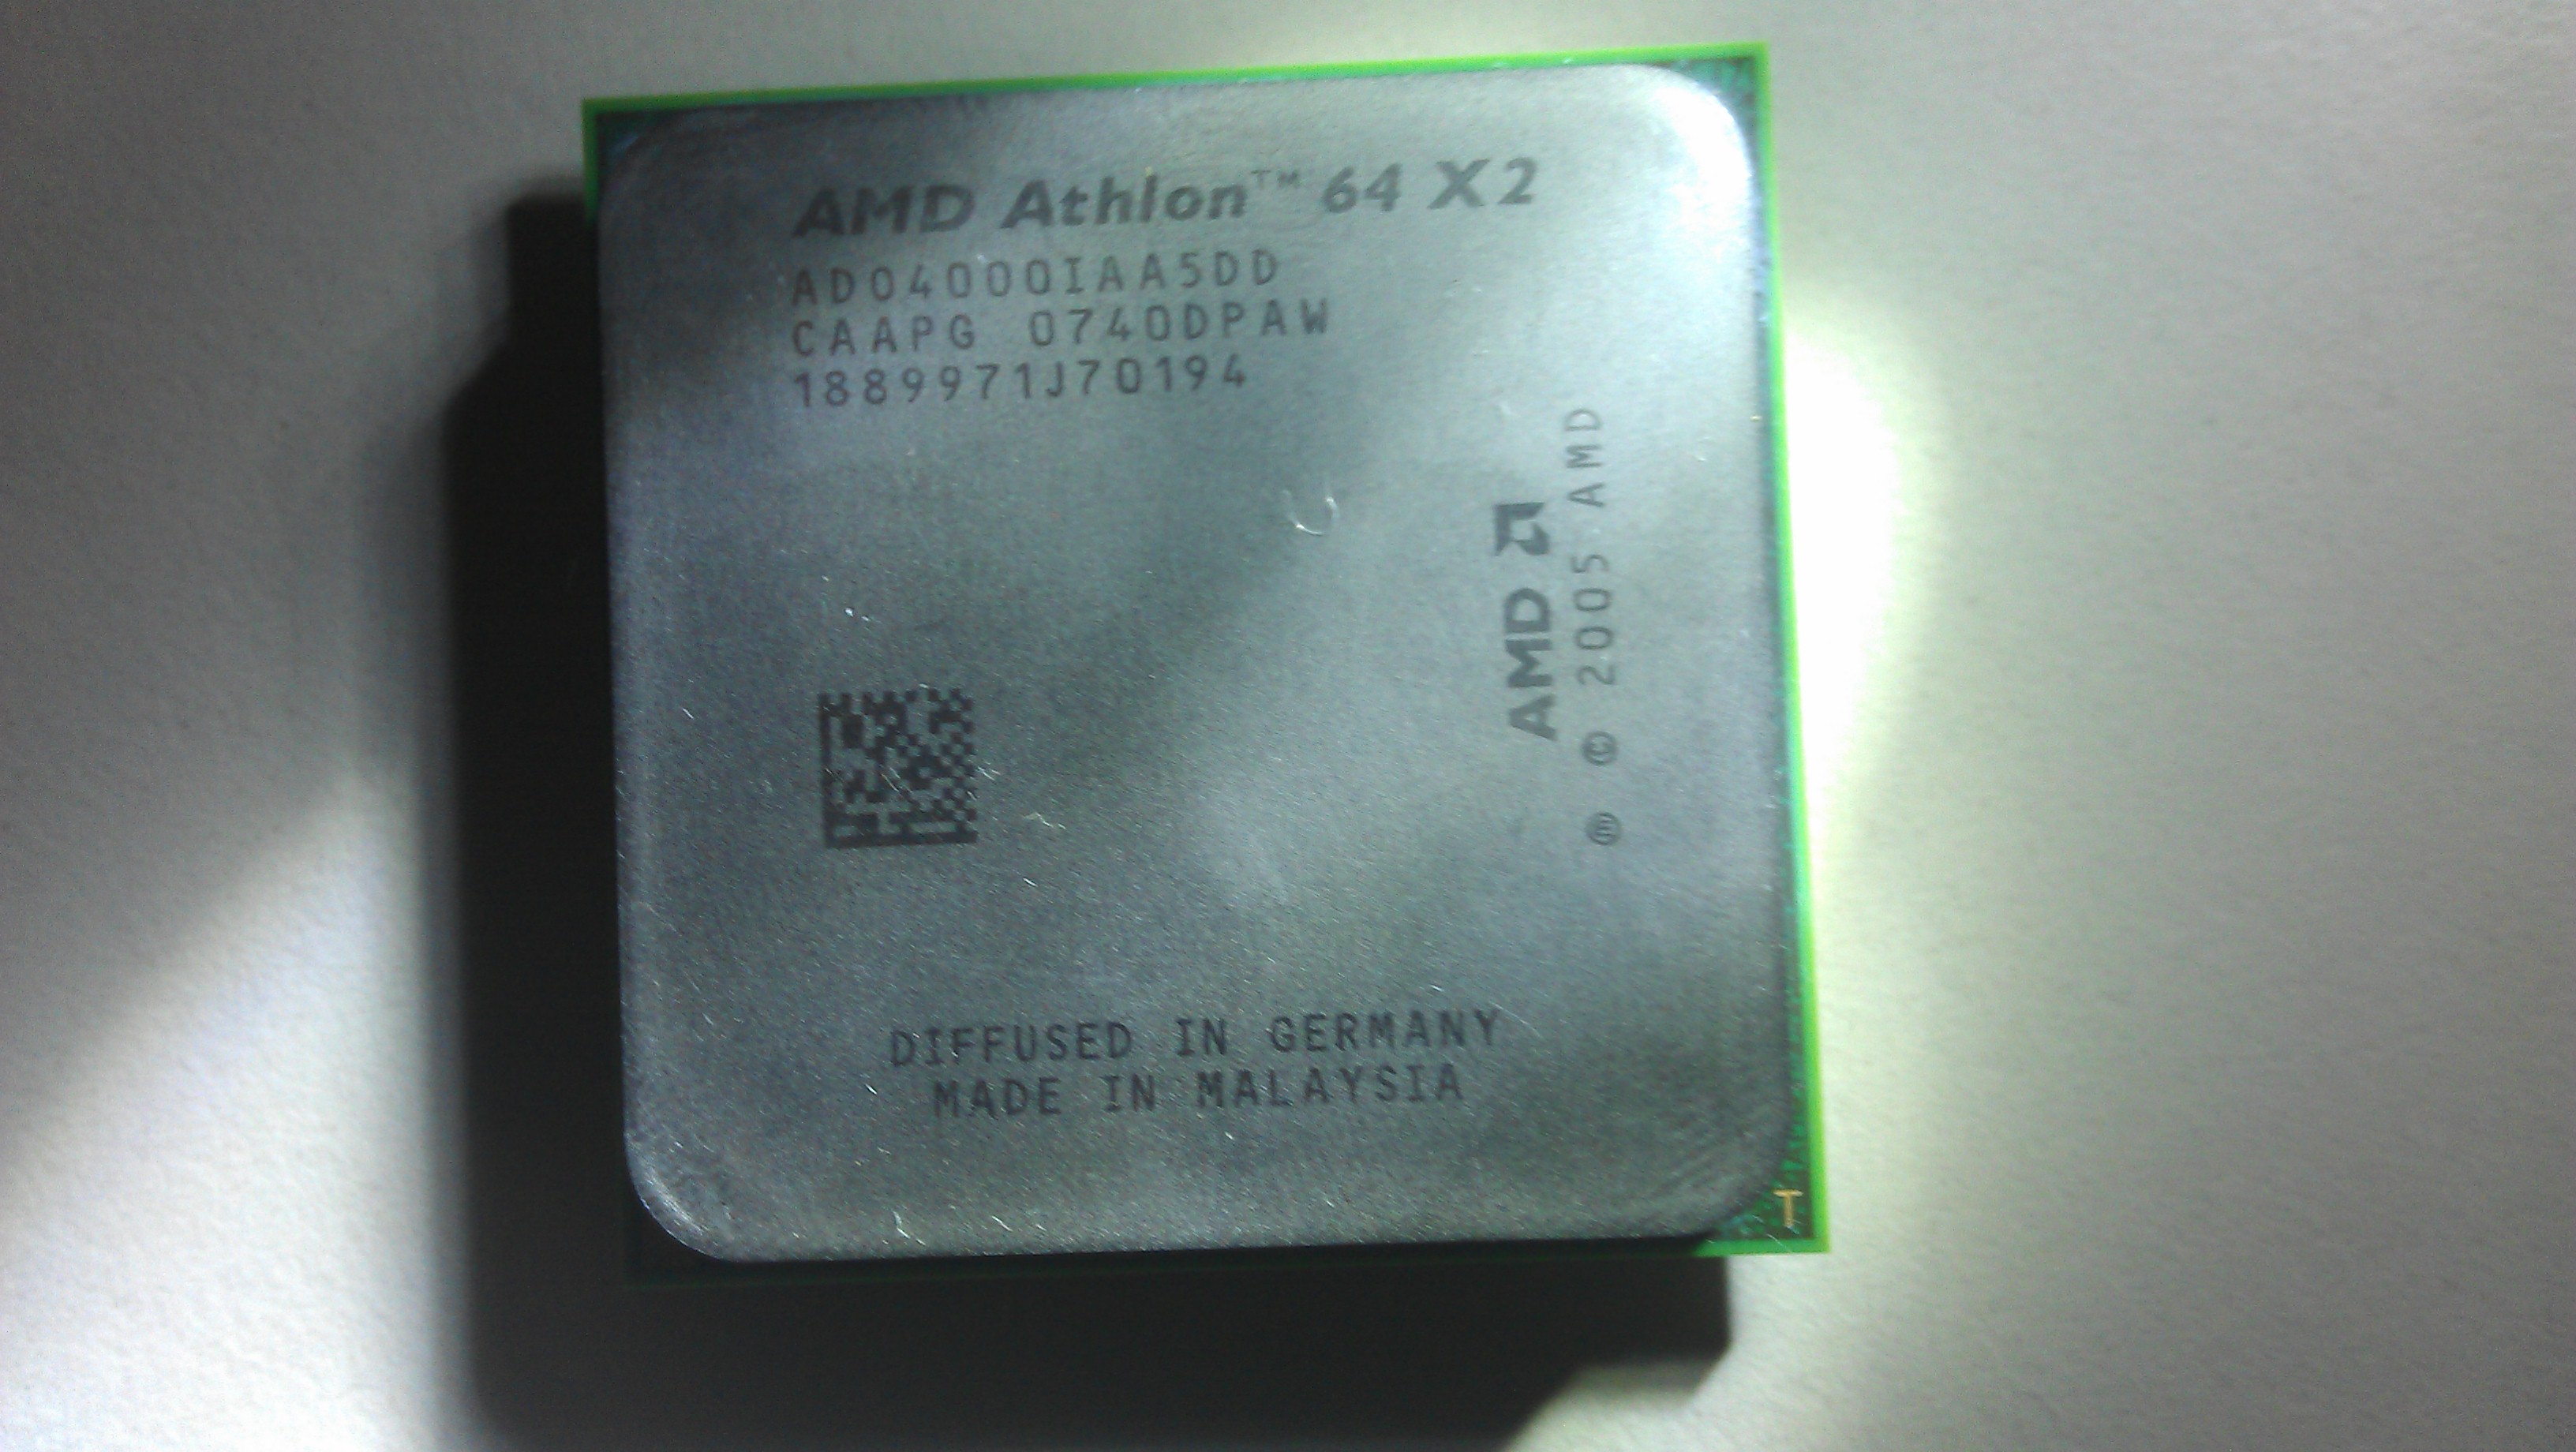 AMD Athlon™ 64 X2
ADO4000IAA5DD
CAAPG 0740DPAW
1889971J70194
AMD
ⓜ © 2005 AMD
DIFFUSED IN GERMANY
MADE IN MALAYSIA
T